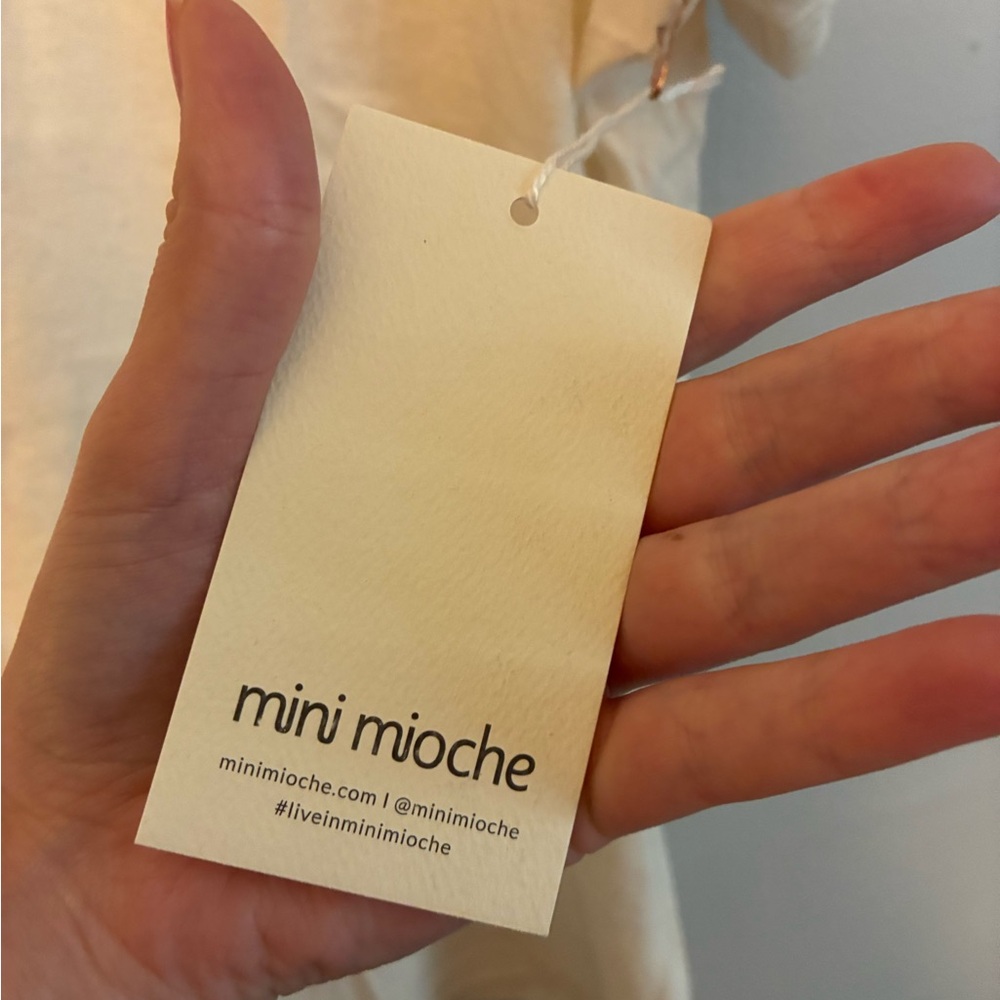 mini mioche
minimioche.com | @minimioche
#liveinminimioche